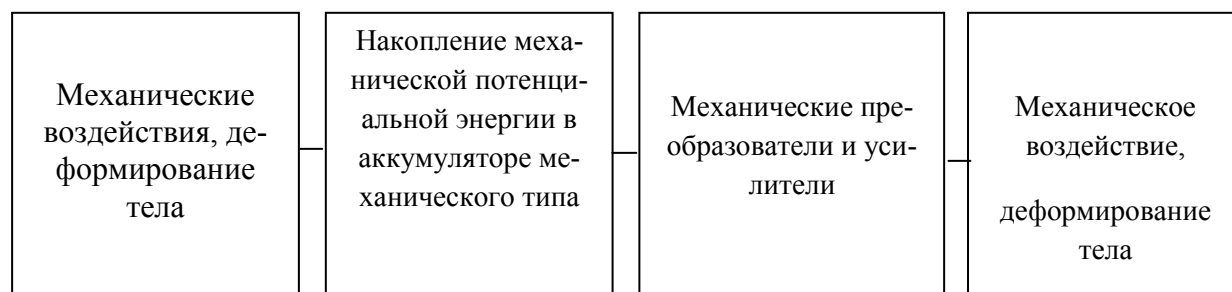 Механические
воздействия, де-
формирование
тела
Накопление меха-
нической потенци-
альной энергии в
аккумуляторе ме-
ханического типа
Механические пре-
образователи и уси-
лители
Механическое
воздействие,
деформирование
тела